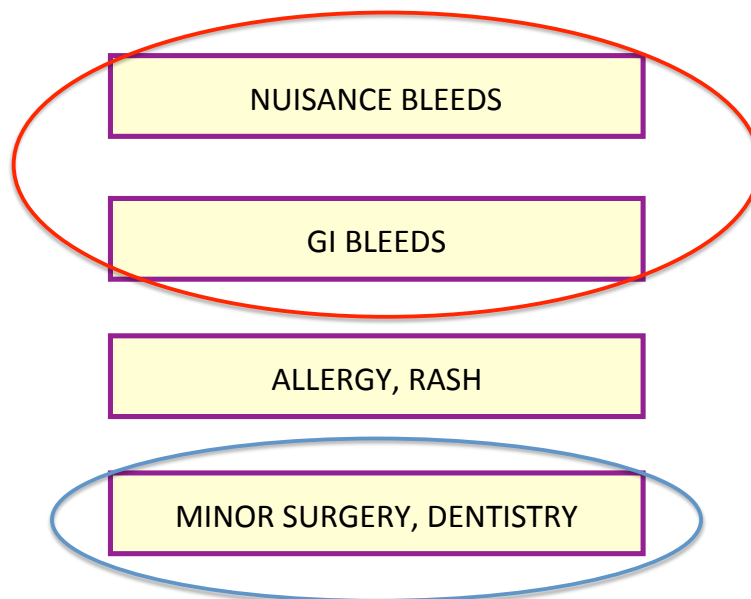 NUISANCE BLEEDS
GI BLEEDS
ALLERGY, RASH
MINOR SURGERY, DENTISTRY